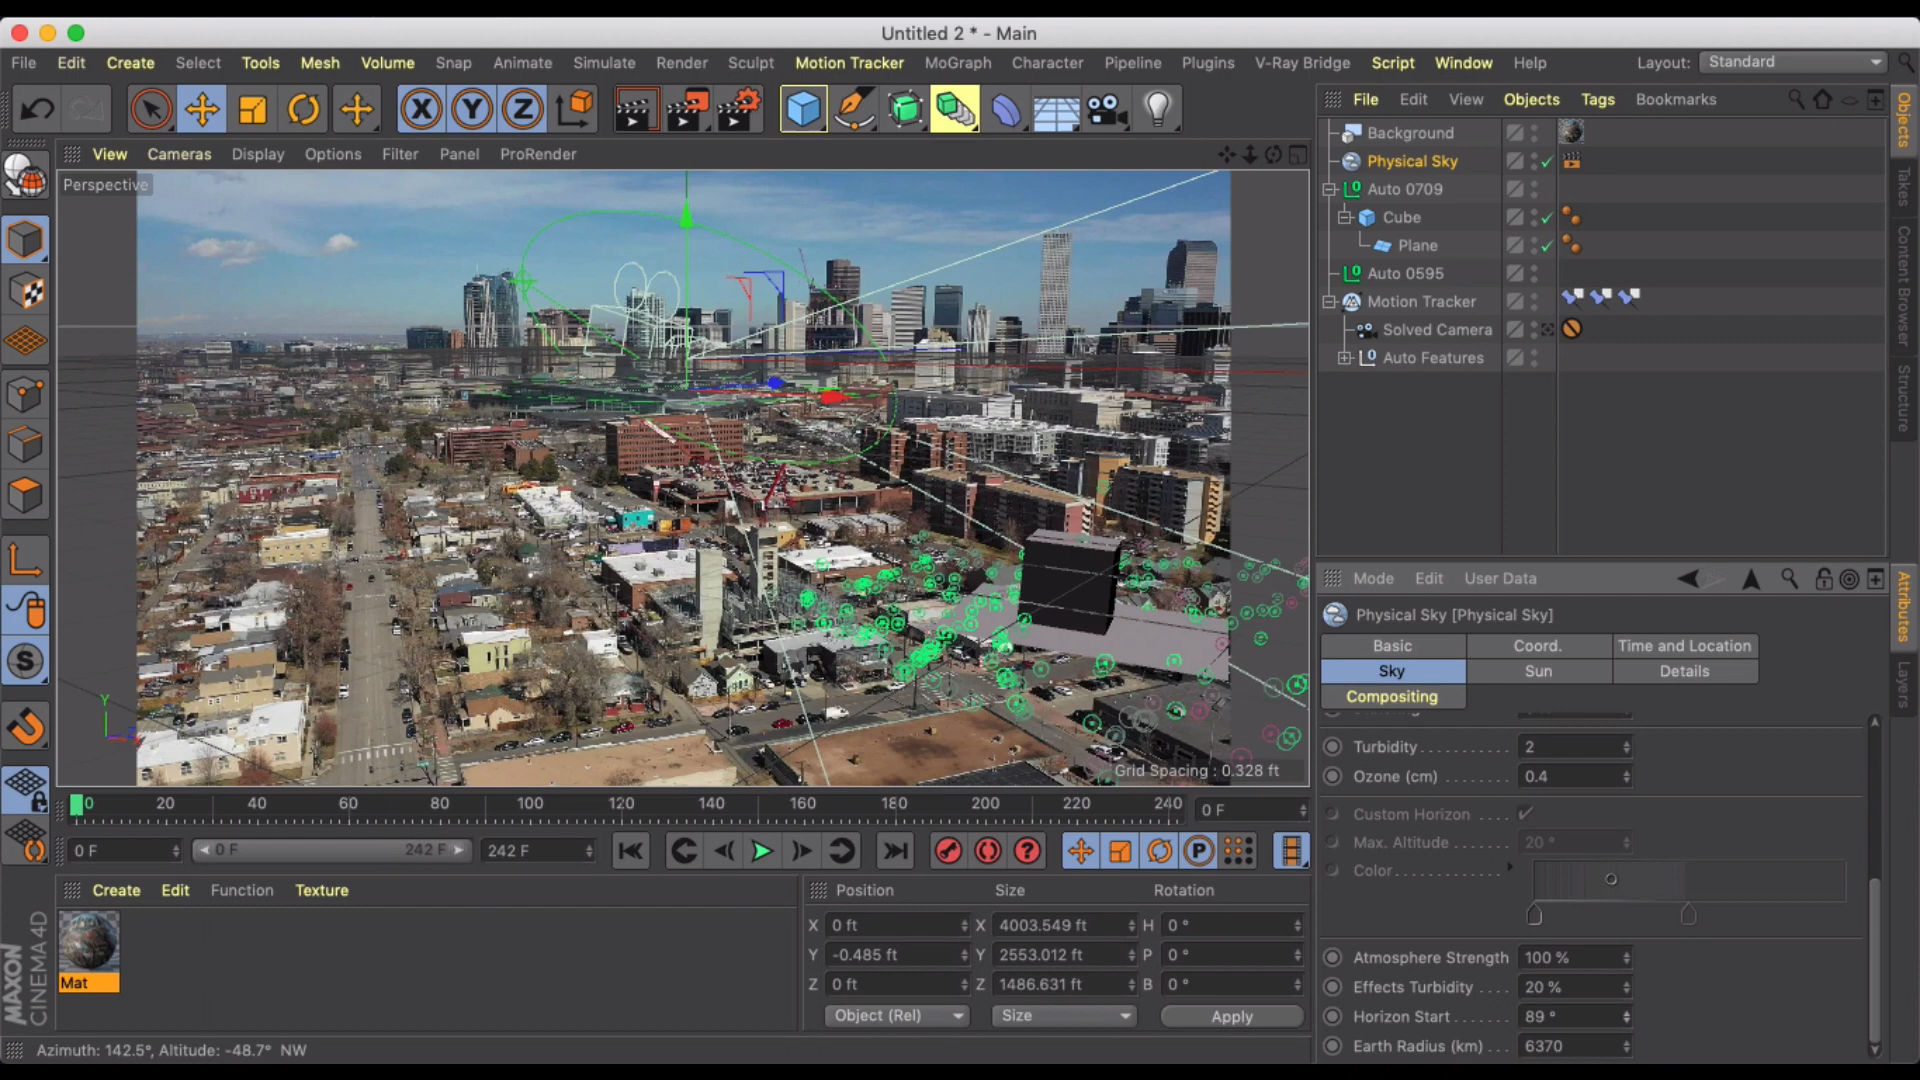 Untitled 2 * - Main
File Edit Create Select Tools Mesh Volume Snap Animate Simulate Render Sculpt Motion Tracker MoGraph Character Pipeline Plugins V-Ray Bridge Script Window Help Layout: Standard
X Y Z
File Edit View Objects Tags Bookmarks
View Cameras Display Options Filter Panel ProRender
Perspective
Background
Physical Sky
Auto 0709
Cube
Plane
Auto 0595
Motion Tracker
Solved Camera
Auto Features
Objects
Takes
Content Browser
Structure
Mode Edit User Data
Physical Sky [Physical Sky]
Basic Coord. Time and Location
Sky Sun Details
Compositing
Turbidity 2
Ozone (cm) 0.4
Custom Horizon
Max. Altitude 20 °
Color
Atmosphere Strength 100 %
Effects Turbidity 20 %
Horizon Start 89 °
Earth Radius (km) 6370
Attributes
Layers
Y
Z
Grid Spacing : 0.328 ft
0 20 40 60 80 100 120 140 160 180 200 220 240 0 F
0 F 0 F 242 F 242 F
P
S
Create Edit Function Texture
Mat
Position Size Rotation
X 0 ft X 4003.549 ft H 0 °
Y -0.485 ft Y 2553.012 ft P 0 °
Z 0 ft Z 1486.631 ft B 0 °
Object (Rel) Size Apply
MAXON
CINEMA 4D
Azimuth: 142.5°, Altitude: -48.7° NW